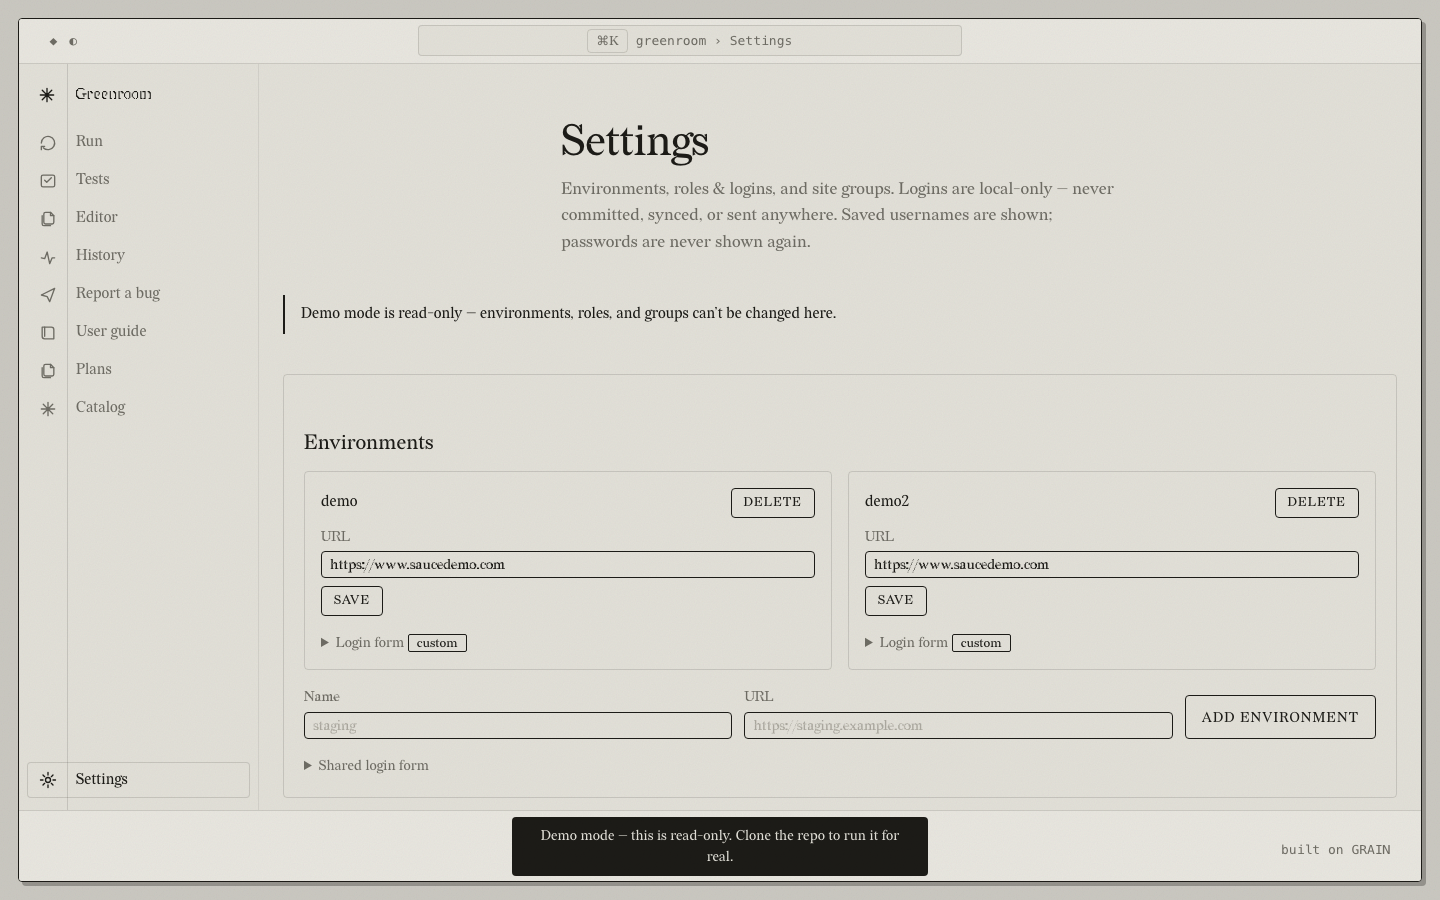 ⌘K greenroom › Settings
Greenroom
Run
Tests
Editor
History
Report a bug
User guide
Plans
Catalog
Settings
Settings
Environments, roles & logins, and site groups. Logins are local-only — never
committed, synced, or sent anywhere. Saved usernames are shown;
passwords are never shown again.
Demo mode is read-only — environments, roles, and groups can't be changed here.
Environments
demo
DELETE
URL
https://www.saucedemo.com
SAVE
Login form custom
demo2
DELETE
URL
https://www.saucedemo.com
SAVE
Login form custom
Name
staging
URL
https://staging.example.com
ADD ENVIRONMENT
Shared login form
Demo mode — this is read-only. Clone the repo to run it for
real.
built on GRAIN